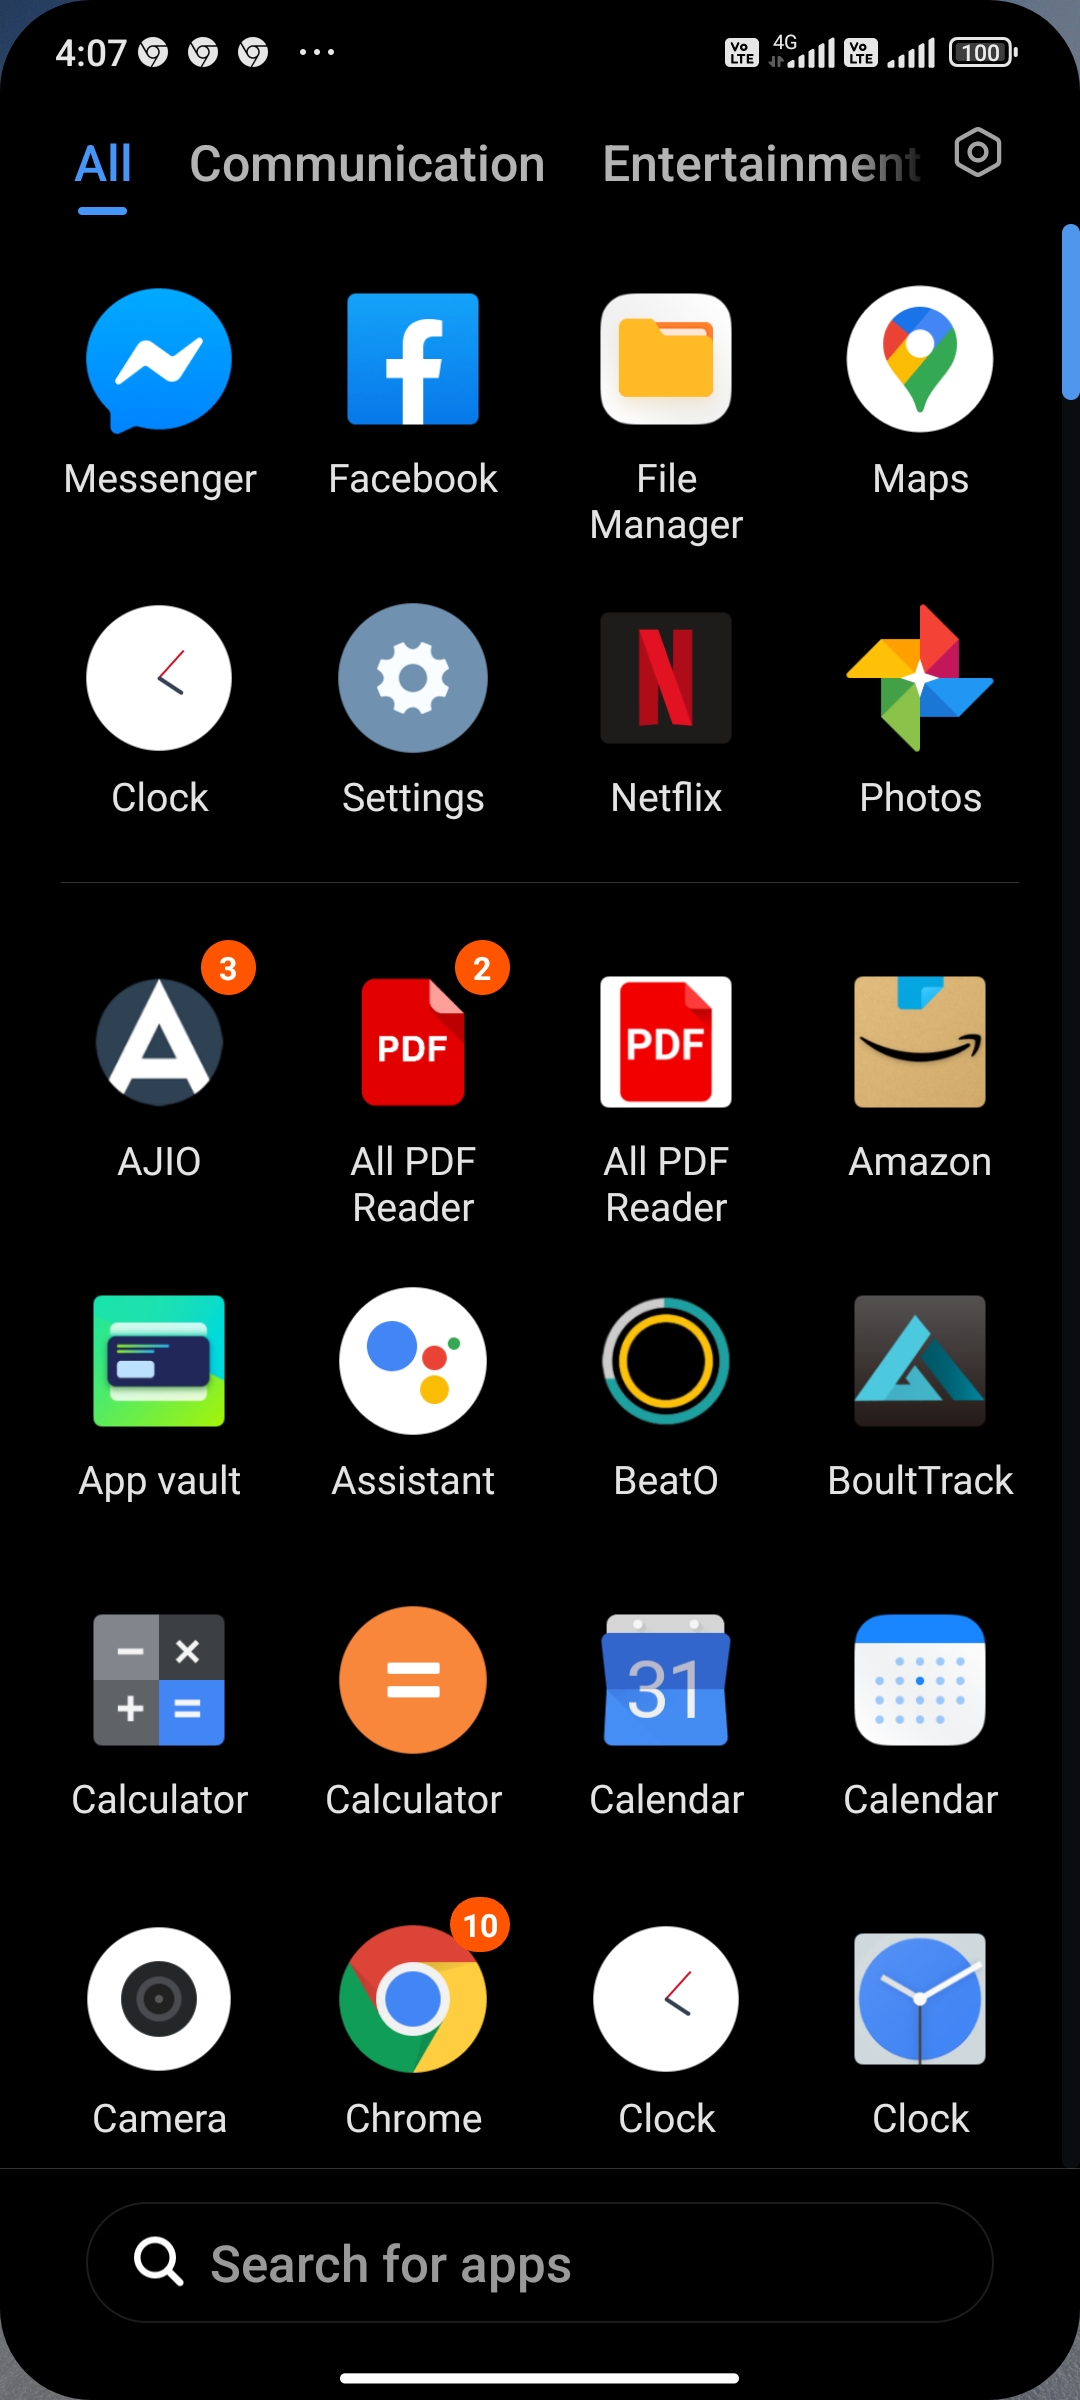 4:07 ... Vo LTE 4G Vo LTE 100
All Communication Entertainment
Messenger Facebook File Manager Maps
Clock Settings Netflix Photos
3 2
PDF PDF
AJIO All PDF Reader All PDF Reader Amazon
App vault Assistant BeatO BoultTrack
31
Calculator Calculator Calendar Calendar
10
Camera Chrome Clock Clock
Search for apps